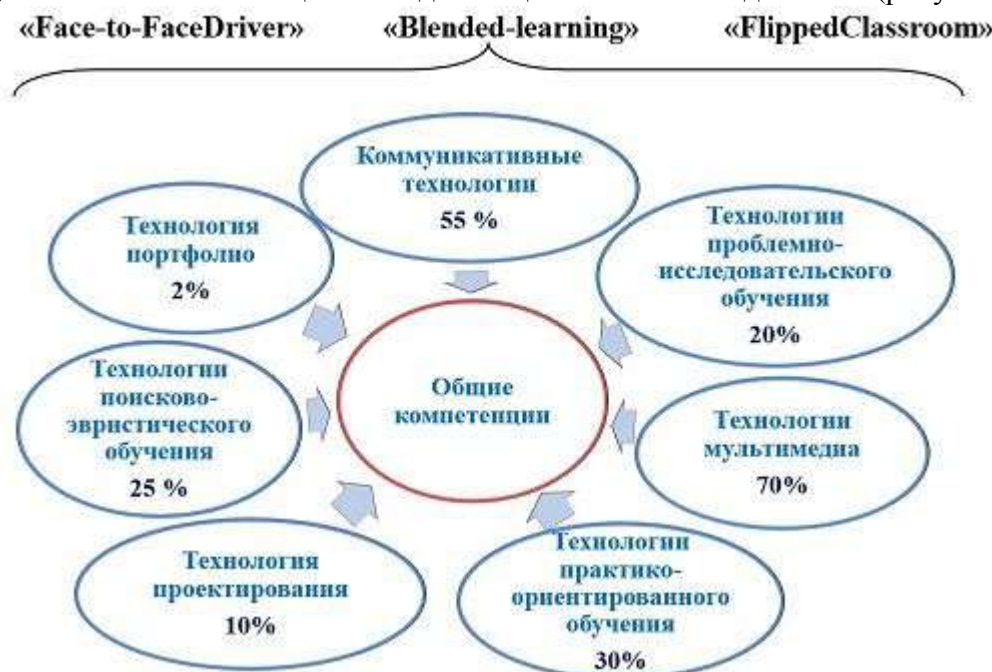 «Face-to-FaceDriver» «Blended-learning» «FlippedClassroom»
Коммуникативные
технологии
55 %
Технология
портфолио
2%
Технологии
проблемно-
исследовательского
обучения
20%
Технологии
поисково-
эвристического
обучения
25 %
Общие
компетенции
Технологии
мультимедиа
70%
Технология
проектирования
10%
Технологии
практико-
ориентированного
обучения
30%